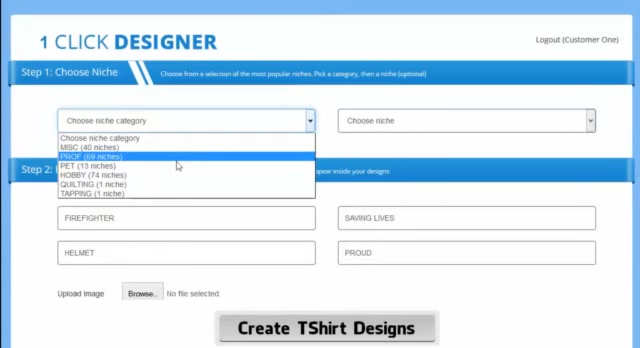 1 CLICK DESIGNER
Logout (Customer One)
Step 1: Choose Niche
Choose from a selection of the most popular niches. Pick a category, then a niche (optional)
Choose niche category
Choose niche
Choose niche category
MISC (40 niches)
PROF (69 niches)
PET (13 niches)
HOBBY (74 niches)
QUILTING (1 niche)
TAPPING (1 niche)
Step 2:
appear inside your designs
FIREFIGHTER
SAVING LIVES
HELMET
PROUD
Upload Image
Browse..
No file selected.
Create TShirt Designs